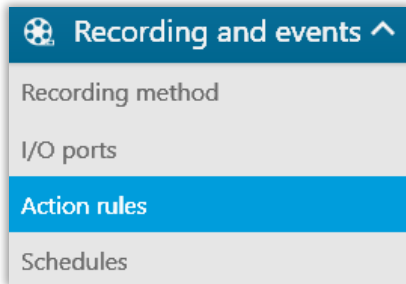 Recording and events
Recording method
I/O ports
Action rules
Schedules